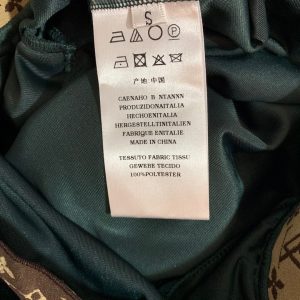 S
产地:中国
CAENAHO B NTANNN
PRODUZIDONAITALIA
HECHOENITALIA
HERGESTELLTINITALIEN
FABRIQUE ENITALIE
MADE IN CHINA
TESSUTO FABRIC TISSU
GEWEBE TECIDO
100%POLYESTER